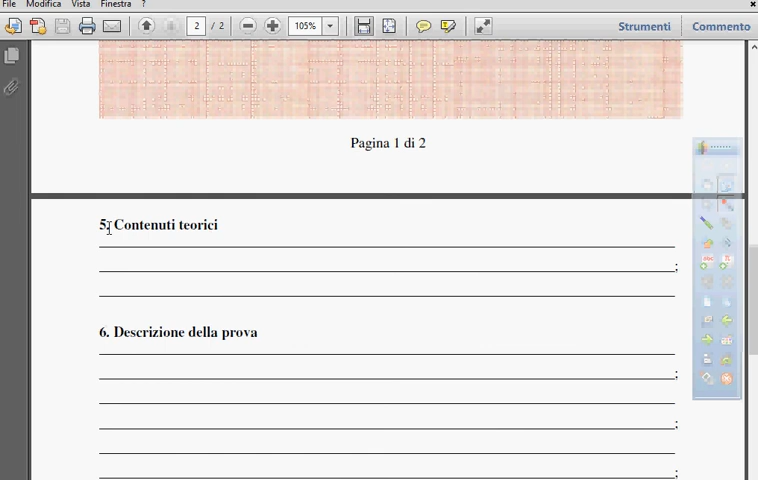 File Modifica Vista Finestra ?
2 / 2 105% Strumenti Commento
Pagina 1 di 2
5. Contenuti teorici
;
6. Descrizione della prova
;
;
;